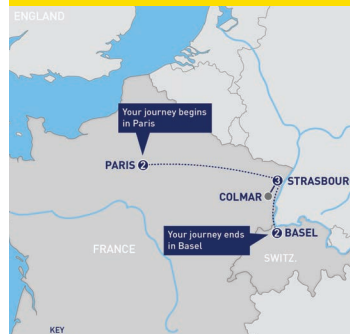 ENGLAND
Your journey begins
in Paris
PARIS 2
3 STRASBOUR
COLMAR
Your journey ends
in Basel
2 BASEL
FRANCE
SWITZ.
KEY